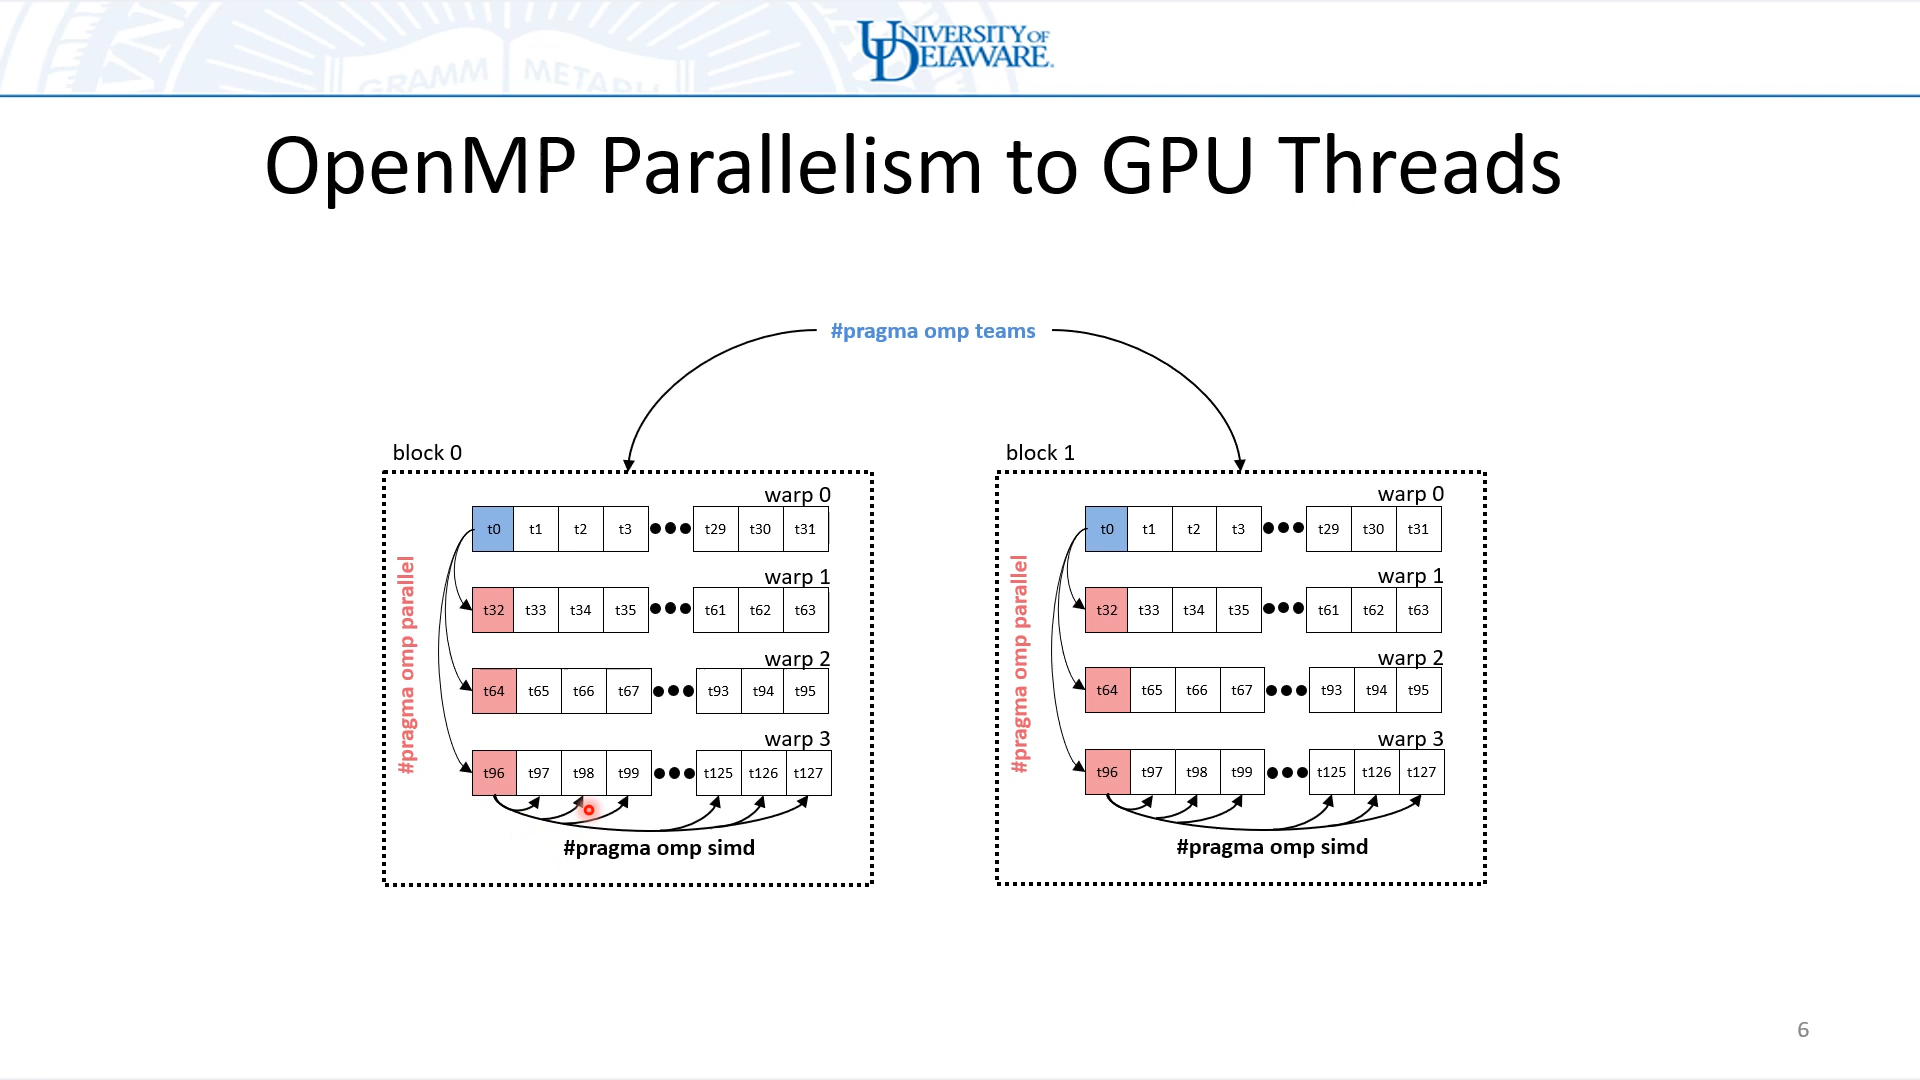 GRAMM METADU
UNIVERSITY OF
DELAWARE.
OpenMP Parallelism to GPU Threads
#pragma omp teams
block 0
#pragma omp parallel
warp 0
t0 t1 t2 t3 t29 t30 t31
warp 1
t32 t33 t34 t35 t61 t62 t63
warp 2
t64 t65 t66 t67 t93 t94 t95
warp 3
t96 t97 t98 t99 t125 t126 t127
#pragma omp simd
block 1
#pragma omp parallel
warp 0
t0 t1 t2 t3 t29 t30 t31
warp 1
t32 t33 t34 t35 t61 t62 t63
warp 2
t64 t65 t66 t67 t93 t94 t95
warp 3
t96 t97 t98 t99 t125 t126 t127
#pragma omp simd
6